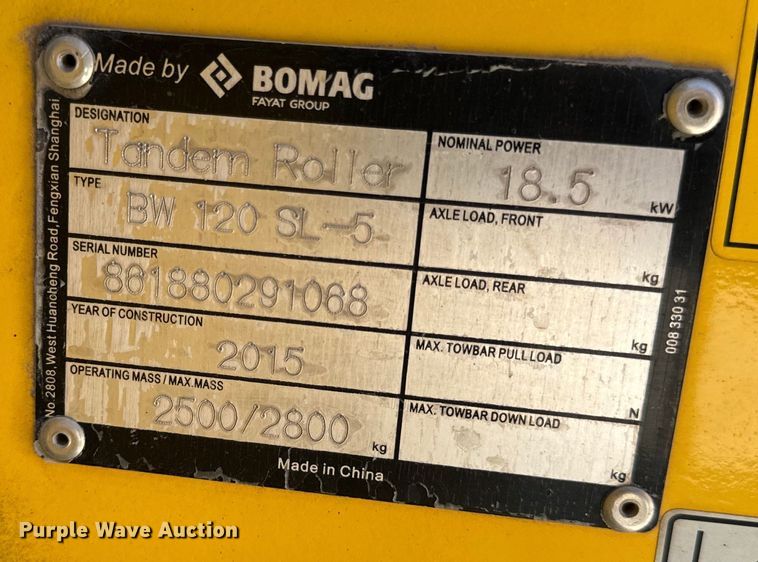 Made by BOMAG
FAYAT GROUP
DESIGNATION
Tandem Roller
NOMINAL POWER
18.5 kW
TYPE
BW 120 SL-5
AXLE LOAD, FRONT
kg
SERIAL NUMBER
861880291068
AXLE LOAD, REAR
kg
YEAR OF CONSTRUCTION
2015
MAX. TOWBAR PULL LOAD
N
OPERATING MASS / MAX.MASS
2500/2800 kg
MAX. TOWBAR DOWN LOAD
kg
Made in China
No.2808,West Huancheng Road,Fengxian Shanghai,
008 330 31
Purple Wave Auction